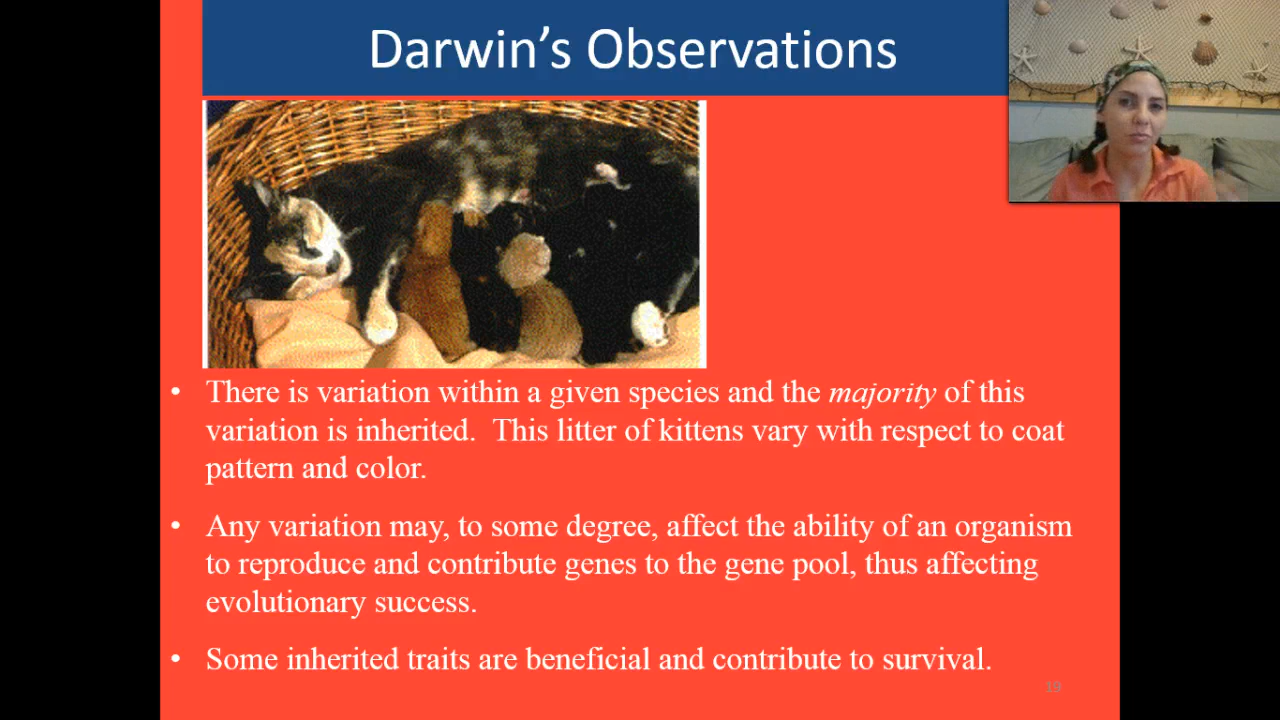 Darwin’s Observations
• There is variation within a given species and the majority of this
variation is inherited.  This litter of kittens vary with respect to coat
pattern and color.
• Any variation may, to some degree, affect the ability of an organism
to reproduce and contribute genes to the gene pool, thus affecting
evolutionary success.
• Some inherited traits are beneficial and contribute to survival.
19